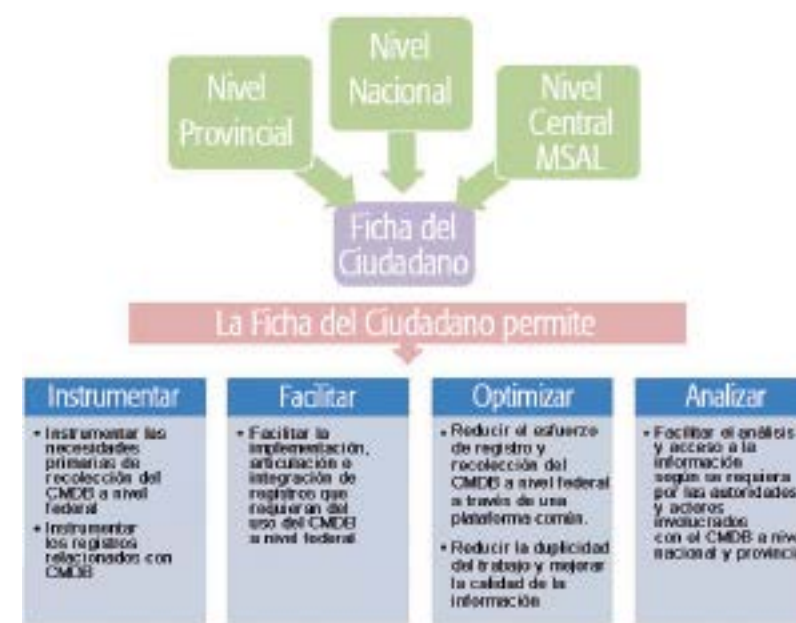 Nivel
Provincial
Nivel
Nacional
Nivel
Central
MSAL
Ficha del
Ciudadano
La Ficha del Ciudadano permite
Instrumentar
• Instrumentar las
necesidades
primarias de
recolección del
CMDB a nivel
federal
• Instrumentar
los registros
relacionados con
CMDB
Facilitar
• Facilitar la
implementación,
articulación e
integración de
registros que
requieran del
uso del CMDB
a nivel federal
Optimizar
• Reducir el esfuerzo
de registro y
recolección del
CMDB a nivel federal
a través de una
plataforma común.
• Reducir la duplicidad
del trabajo y mejorar
la calidad de la
información
Analizar
• Facilitar el análisis
y acceso a la
información
según se requiera
por las autoridades
y actores
involucrados
con el CMDB a nive
nacional y provinci